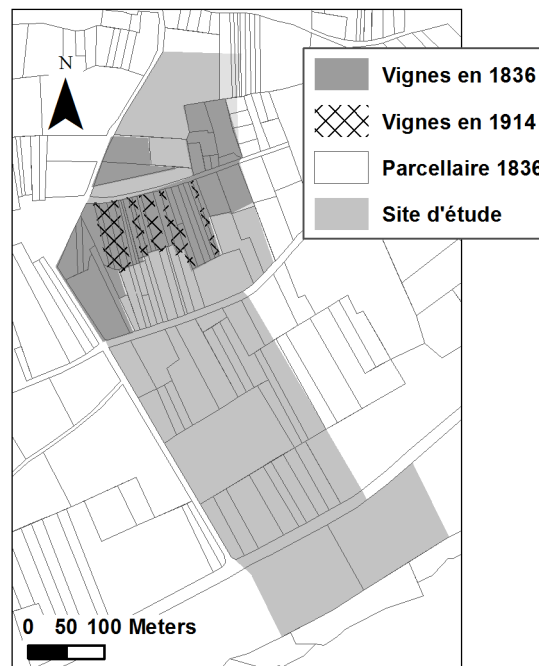 N
Vignes en 1836
Vignes en 1914
Parcellaire 1836
Site d'étude
0 50 100 Meters